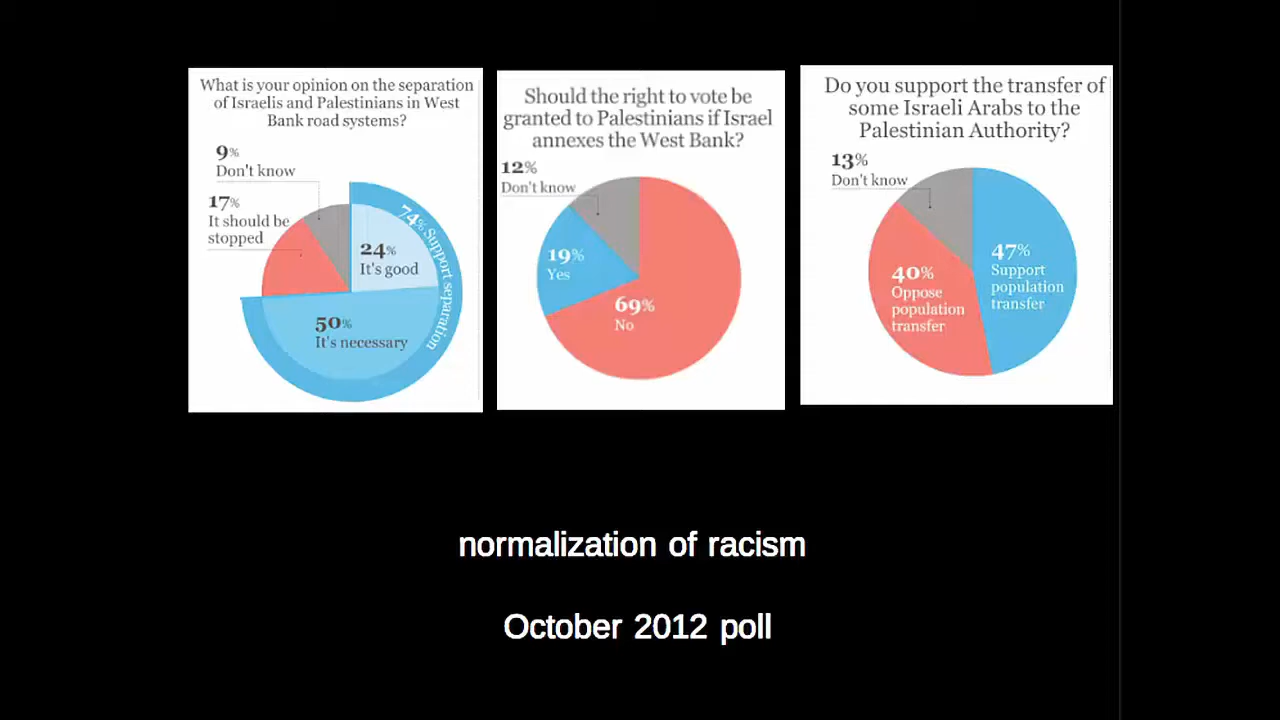 What is your opinion on the separation
of Israelis and Palestinians in West
Bank road systems?
9%
Don't know
17%
It should be
stopped
24%
It's good
74% Support separation
50%
It's necessary
Should the right to vote be
granted to Palestinians if Israel
annexes the West Bank?
12%
Don't know
19%
Yes
69%
No
Do you support the transfer of
some Israeli Arabs to the
Palestinian Authority?
13%
Don't know
40%
Oppose
population
transfer
47%
Support
population
transfer
normalization of racism
October 2012 poll